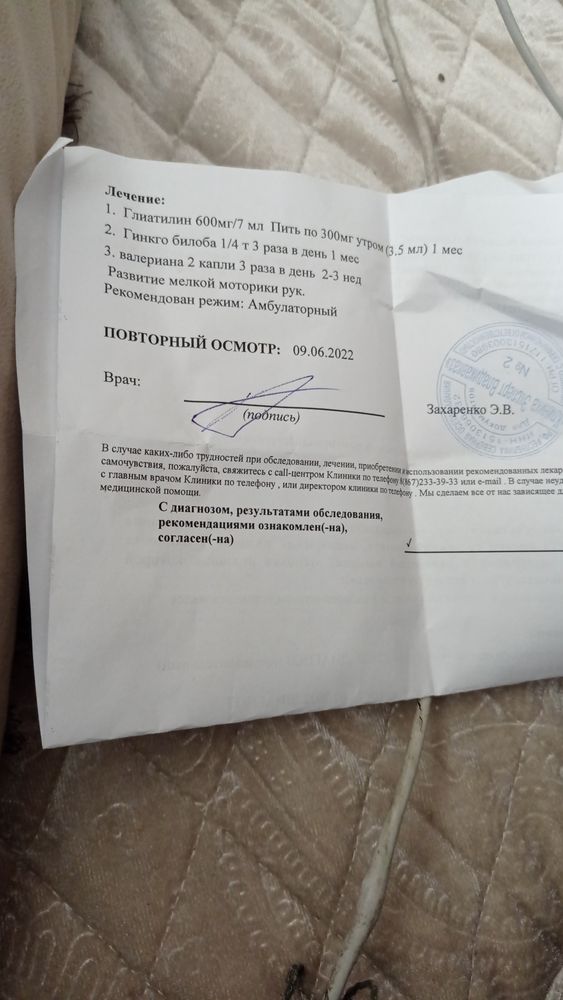 Лечение:
1. Глиатилин 600мг/7 мл Пить по 300мг утром (3,5 мл) 1 мес
2. Гинкго билоба 1/4 т 3 раза в день 1 мес
3. валериана 2 капли 3 раза в день 2-3 нед
Развитие мелкой моторики рук.
Рекомендован режим: Амбулаторный
ПОВТОРНЫЙ ОСМОТР: 09.06.2022
Врач:
(подпись)
Захаренко Э.В.
№ 2
В случае каких-либо трудностей при обследовании, лечении, приобретении и использовании рекомендованных лекар
самочувствия, пожалуйста, свяжитесь с call-центром Клиники по телефону 8(867)233-39-33 или e-mail . В случае неуд
с главным врачом Клиники по телефону , или директором клиники по телефону . Мы сделаем все от нас зависящее д
медицинской помощи.
С диагнозом, результатами обследования,
рекомендациями ознакомлен(-на),
согласен(-на)